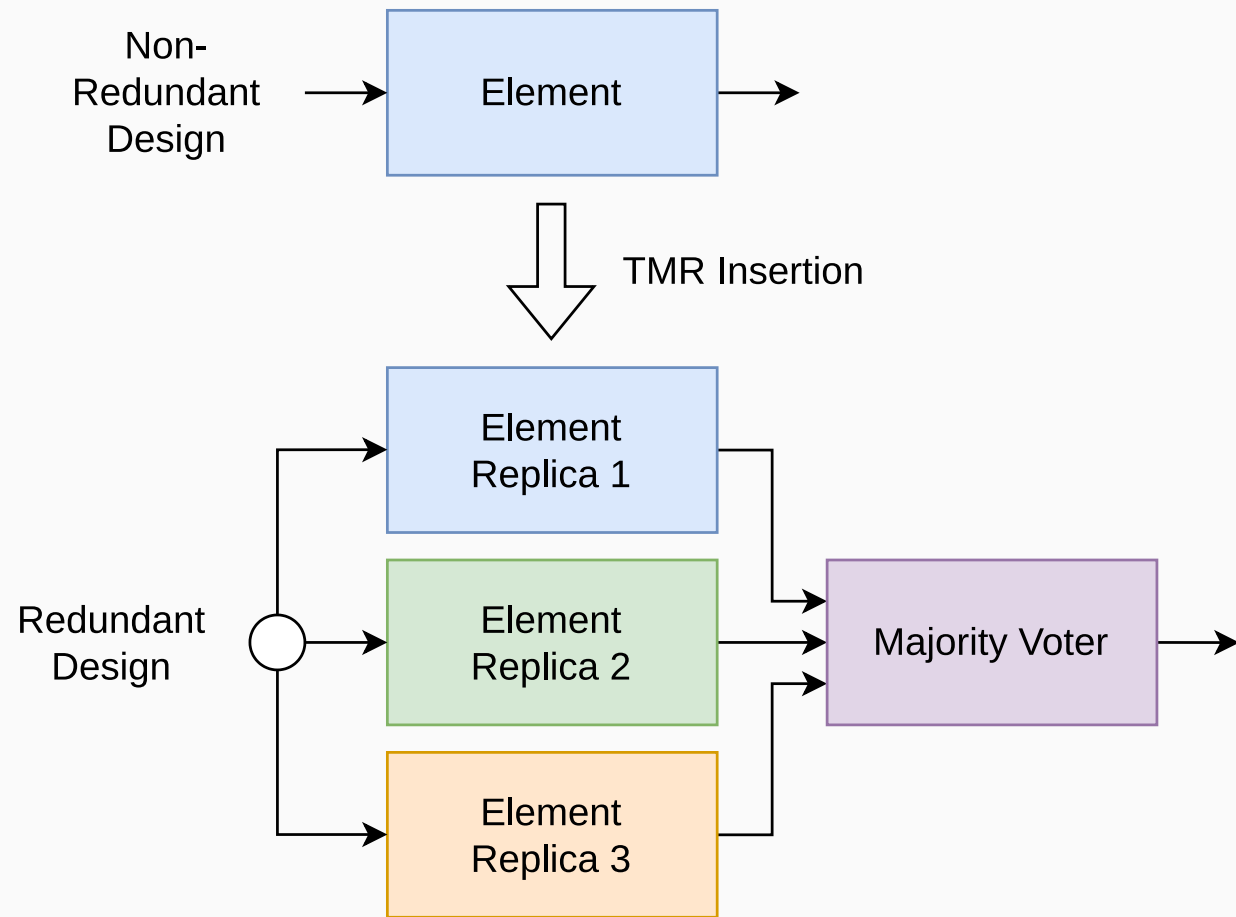 Non-
Redundant
Design
Element
TMR Insertion
Element
Replica 1
Redundant
Design
Element
Replica 2
Majority Voter
Element
Replica 3